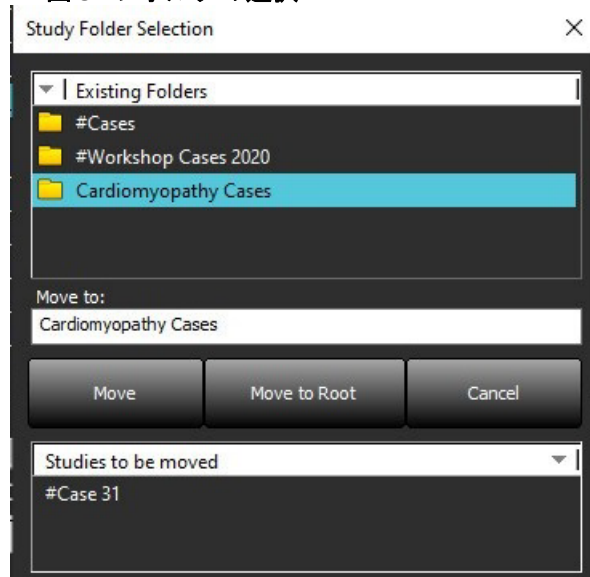 Study Folder Selection
Existing Folders
#Cases
#Workshop Cases 2020
Cardiomyopathy Cases
Move to:
Cardiomyopathy Cases
Move
Move to Root
Cancel
Studies to be moved
#Case 31